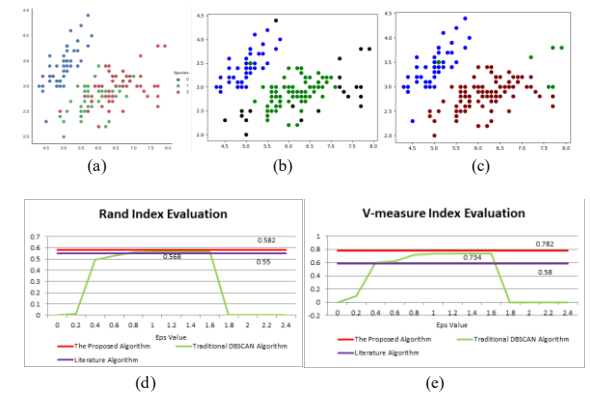 4.5
4.0
3.5
3.0
2.5
2.0
4.5 5.0 5.5 6.0 6.5 7.0 7.5 8.0
Species
0
1
2
(a)
4.5
4.0
3.5
3.0
2.5
2.0
4.5 5.0 5.5 6.0 6.5 7.0 7.5 8.0
(b)
4.5
4.0
3.5
3.0
2.5
2.0
4.5 5.0 5.5 6.0 6.5 7.0 7.5 8.0
(c)
Rand Index Evaluation
0.7
0.6
0.5
0.4
0.3
0.2
0.1
0
0.582
0.568
0.55
0 0.2 0.4 0.6 0.8 1 1.2 1.4 1.6 1.8 2 2.2 2.4
Eps Value
The Proposed Algorithm Traditional DBSCAN Algorithm
Literature Algorithm
(d)
V-measure Index Evaluation
1
0.8
0.6
0.4
0.2
0
-0.2
0.782
0.734
0.58
0 0.2 0.4 0.6 0.8 1 1.2 1.4 1.6 1.8 2 2.2 2.4
Eps Value
The Proposed Algorithm Traditional DBSCAN Algorithm
Literature Algorithm
(e)